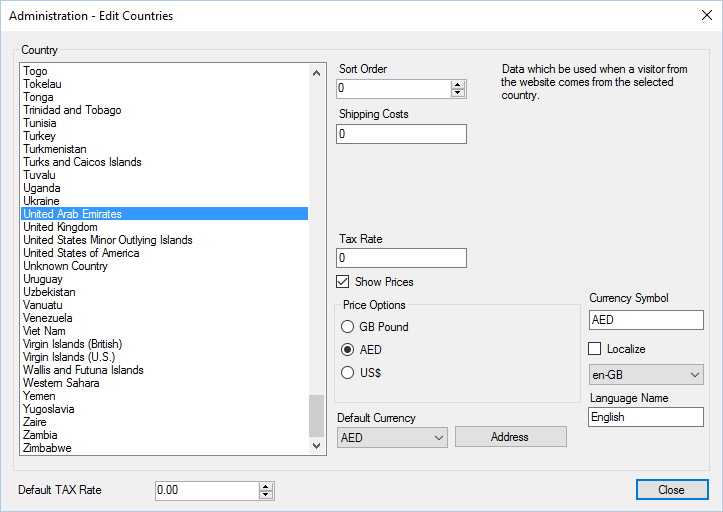 Administration - Edit Countries
Country
Togo
Tokelau
Tonga
Trinidad and Tobago
Tunisia
Turkey
Turkmenistan
Turks and Caicos Islands
Tuvalu
Uganda
Ukraine
United Arab Emirates
United Kingdom
United States Minor Outlying Islands
United States of America
Unknown Country
Uruguay
Uzbekistan
Vanuatu
Venezuela
Viet Nam
Virgin Islands (British)
Virgin Islands (U.S.)
Wallis and Futuna Islands
Western Sahara
Yemen
Yugoslavia
Zaire
Zambia
Zimbabwe
Sort Order
0
Shipping Costs
0
Data which be used when a visitor from
the website comes from the selected
country.
Tax Rate
0
Show Prices
Price Options
GB Pound
AED
US$
Currency Symbol
AED
Localize
en-GB
Language Name
English
Default Currency
AED
Address
Default TAX Rate
0.00
Close